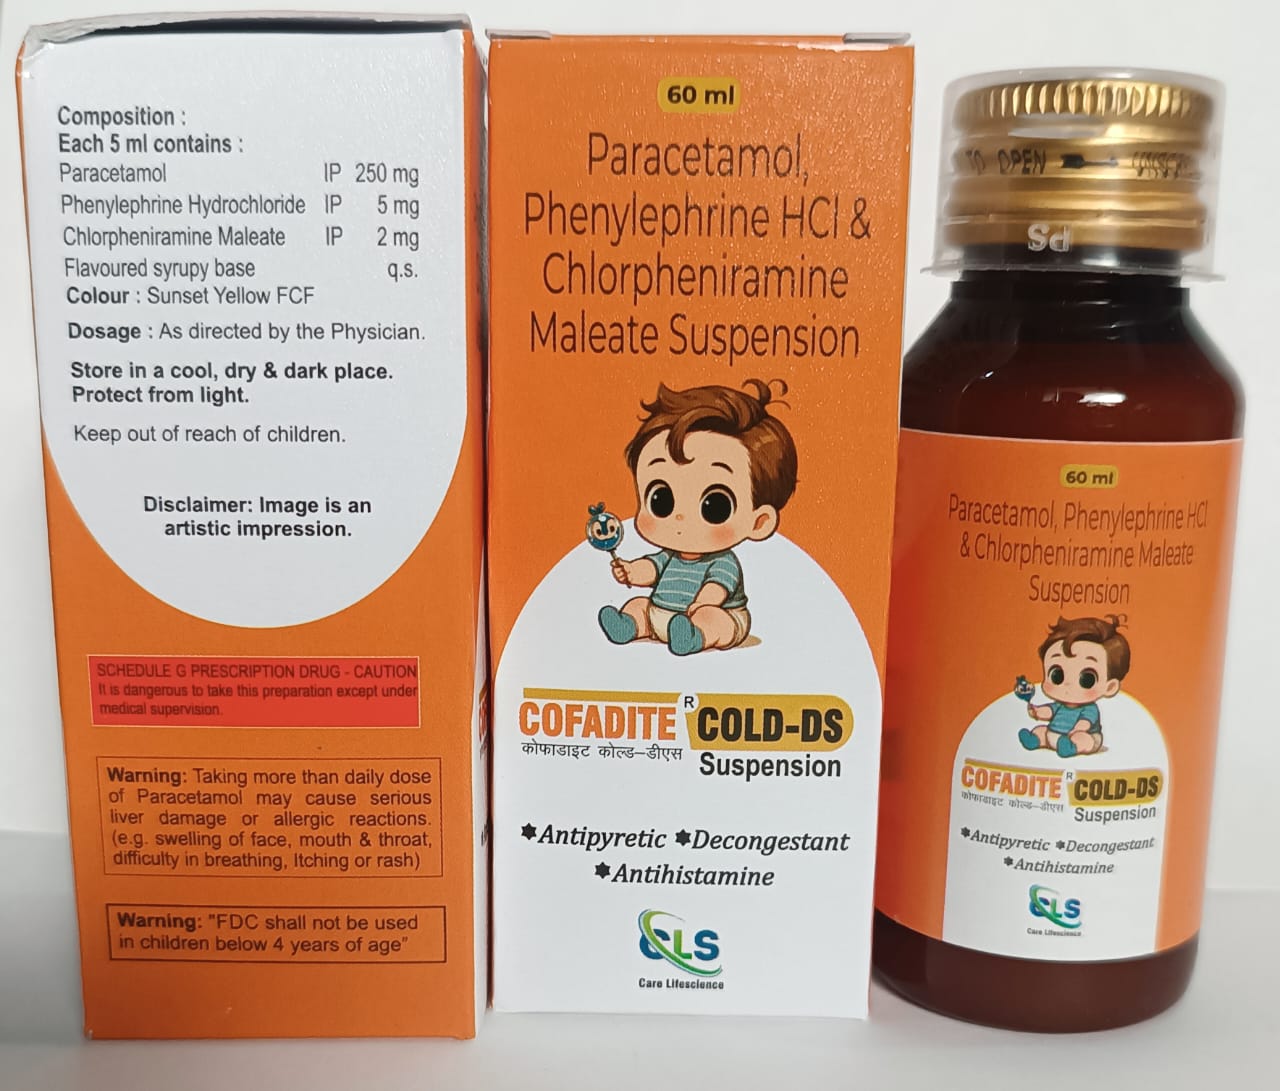 Composition :
Each 5 ml contains :
Paracetamol IP 250 mg
Phenylephrine Hydrochloride IP 5 mg
Chlorpheniramine Maleate IP 2 mg
Flavoured syrupy base q.s.
Colour : Sunset Yellow FCF
Dosage : As directed by the Physician.
Store in a cool, dry & dark place.
Protect from light.
Keep out of reach of children.
Disclaimer: Image is an
artistic impression.
SCHEDULE G PRESCRIPTION DRUG - CAUTION
It is dangerous to take this preparation except under
medical supervision.
Warning: Taking more than daily dose
of Paracetamol may cause serious
liver damage or allergic reactions.
(e.g. swelling of face, mouth & throat,
difficulty in breathing, Itching or rash)
Warning: "FDC shall not be used
in children below 4 years of age"
60 ml
Paracetamol,
Phenylephrine HCl &
Chlorpheniramine
Maleate Suspension
COFADITE R COLD-DS
कोफाडाइट कोल्ड–डीएस
Suspension
*Antipyretic *Decongestant
*Antihistamine
CLS
Care Lifescience
TO OPEN
PS
60 ml
Paracetamol, Phenylephrine HCl
& Chlorpheniramine Maleate
Suspension
COFADITE R COLD-DS
कोफाडाइट कोल्ड–डीएस
Suspension
*Antipyretic *Decongestant
*Antihistamine
CLS
Care Lifescience